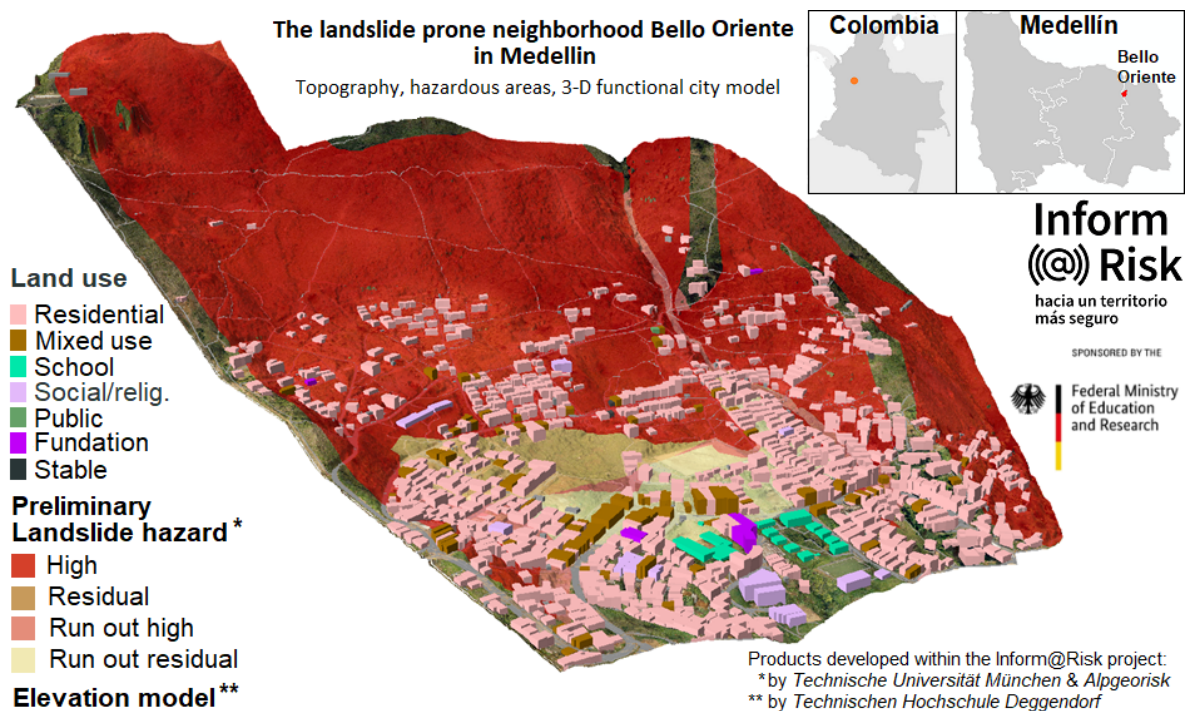 The landslide prone neighborhood Bello Oriente
in Medellin
Topography, hazardous areas, 3-D functional city model
Colombia
Medellín
Bello
Oriente
Inform
((@)) Risk
hacia un territorio
más seguro
SPONSORED BY THE
Federal Ministry
of Education
and Research
Land use
Residential
Mixed use
School
Social/relig.
Public
Fundation
Stable
Preliminary
Landslide hazard*
High
Residual
Run out high
Run out residual
Elevation model**
Products developed within the Inform@Risk project:
* by Technische Universität München & Alpgeorisk
** by Technischen Hochschule Deggendorf